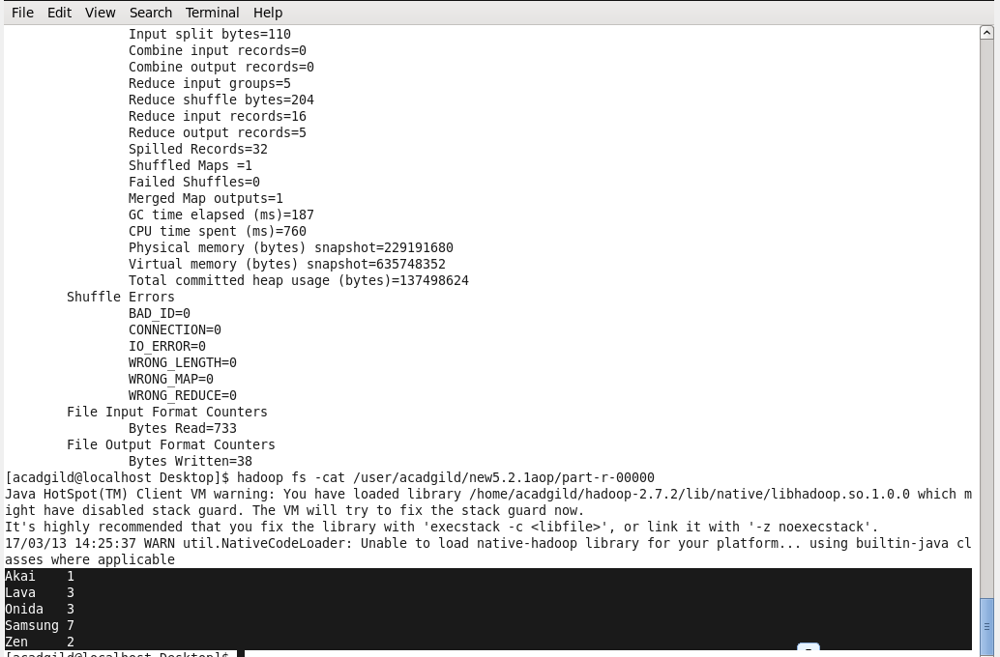 File Edit View Search Terminal Help
Input split bytes=110
Combine input records=0
Combine output records=0
Reduce input groups=5
Reduce shuffle bytes=204
Reduce input records=16
Reduce output records=5
Spilled Records=32
Shuffled Maps =1
Failed Shuffles=0
Merged Map outputs=1
GC time elapsed (ms)=187
CPU time spent (ms)=760
Physical memory (bytes) snapshot=229191680
Virtual memory (bytes) snapshot=635748352
Total committed heap usage (bytes)=137498624
Shuffle Errors
BAD_ID=0
CONNECTION=0
IO_ERROR=0
WRONG_LENGTH=0
WRONG_MAP=0
WRONG_REDUCE=0
File Input Format Counters
Bytes Read=733
File Output Format Counters
Bytes Written=38
[acadgild@localhost Desktop]$ hadoop fs -cat /user/acadgild/new5.2.1aop/part-r-00000
Java HotSpot(TM) Client VM warning: You have loaded library /home/acadgild/hadoop-2.7.2/lib/native/libhadoop.so.1.0.0 which m
ight have disabled stack guard. The VM will try to fix the stack guard now.
It's highly recommended that you fix the library with 'execstack -c <libfile>', or link it with '-z noexecstack'.
17/03/13 14:25:37 WARN util.NativeCodeLoader: Unable to load native-hadoop library for your platform... using builtin-java cl
asses where applicable
Akai 1
Lava 3
Onida 3
Samsung 7
Zen 2
[acadgild@localhost Desktop]$